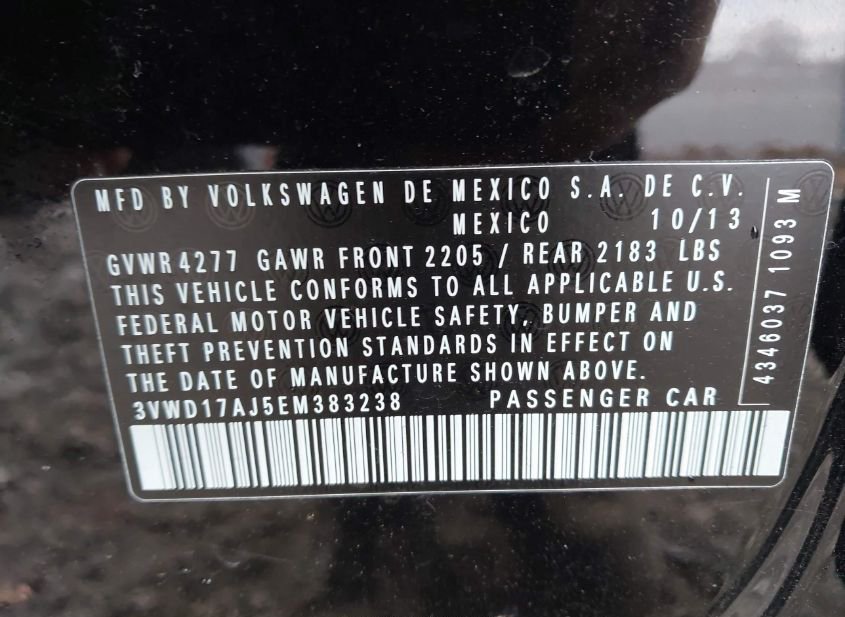 MFD BY VOLKSWAGEN DE MEXICO S.A. DE C.V.
MEXICO 10/13
GVWR 4277 GAWR FRONT 2205 / REAR 2183 LBS
THIS VEHICLE CONFORMS TO ALL APPLICABLE U.S.
FEDERAL MOTOR VEHICLE SAFETY, BUMPER AND
THEFT PREVENTION STANDARDS IN EFFECT ON
THE DATE OF MANUFACTURE SHOWN ABOVE.
3VWD17AJ5EM383238 PASSENGER CAR
4346037 1093 M